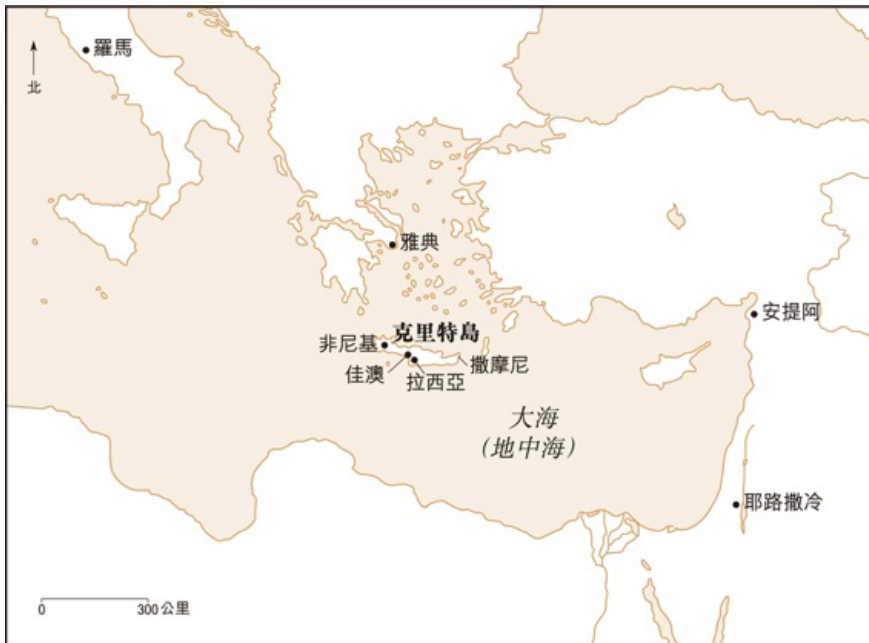 羅馬
北
雅典
安提阿
克里特島
非尼基
撒摩尼
佳澳
拉西亞
大海
(地中海)
耶路撒冷
0 300公里